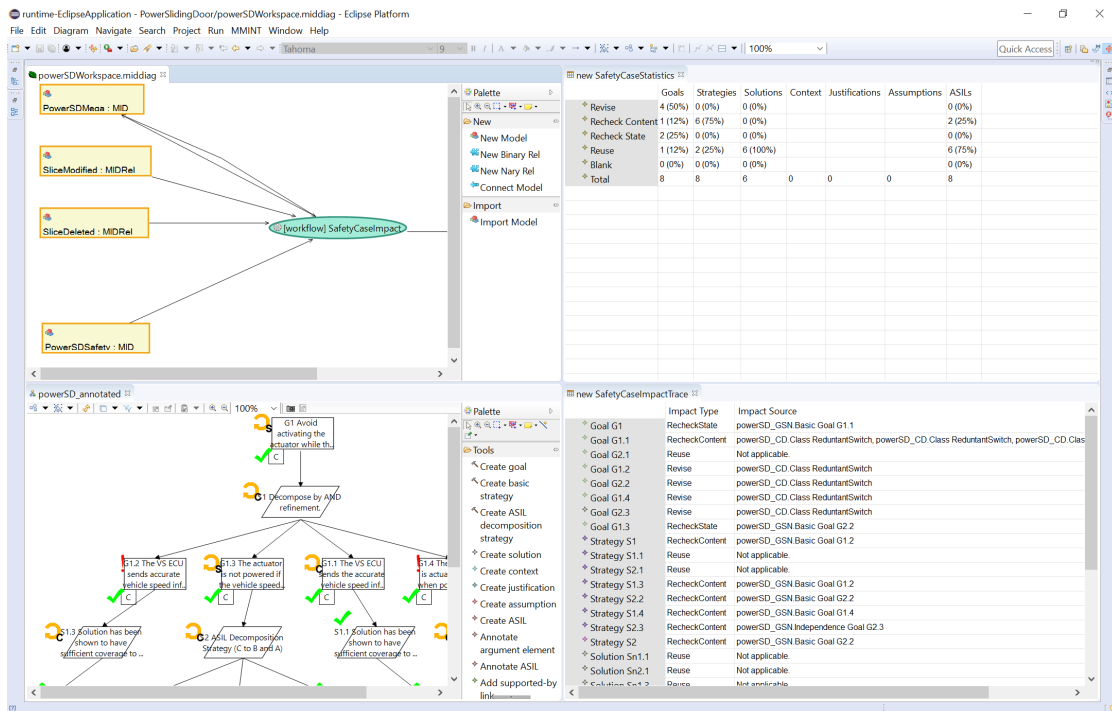 runtime-EclipseApplication - PowerSlidingDoor/powerSDWorkspace.middiag - Eclipse Platform
File Edit Diagram Navigate Search Project Run MMINT Window Help
Tahoma 9 B I A 100% Quick Access
powerSDWorkspace.middiag
PowerSDMega : MID
SliceModified : MIDRel
SliceDeleted : MIDRel
[workflow] SafetyCaseImpact
PowerSDSafety : MID
Palette
New
New Model
New Binary Rel
New Nary Rel
Connect Model
Import
Import Model
new SafetyCaseStatistics
Goals Strategies Solutions Context Justifications Assumptions ASILs
Revise 4 (50%) 0 (0%) 0 (0%) 0 (0%)
Recheck Content 1 (12%) 6 (75%) 0 (0%) 2 (25%)
Recheck State 2 (25%) 0 (0%) 0 (0%) 0 (0%)
Reuse 1 (12%) 2 (25%) 6 (100%) 6 (75%)
Blank 0 (0%) 0 (0%) 0 (0%) 0 (0%)
Total 8 8 6 0 0 0 8
powerSD_annotated
100%
G1 Avoid
activating the
actuator while th..
S
C
C
S1 Decompose by AND
refinement.
G1.2 The VS ECU
sends accurate
vehicle speed inf..
! C
G1.3 The actuator
is not powered if
the vehicle speed..
S C
G1.1 The VS ECU
sends the accurate
vehicle speed inf..
C C
G1.4 The
is actua
when po
! C
S1.3 Solution has been
shown to have
sufficient coverage to ..
C
S2 ASIL Decomposition
Strategy (C to B and A)
C
S1.1 Solution has been
shown to have
sufficient coverage to ..
C
Palette
Tools
Create goal
Create basic
strategy
Create ASIL
decomposition
strategy
Create solution
Create context
Create justification
Create assumption
Create ASIL
Annotate
argument element
Annotate ASIL
Add supported-by
link
new SafetyCaseImpactTrace
Impact Type Impact Source
Goal G1 RecheckState powerSD_GSN.Basic Goal G1.1
Goal G1.1 RecheckContent powerSD_CD.Class ReduntantSwitch, powerSD_CD.Class ReduntantSwitch, powerSD_CD.Clas
Goal G2.1 Reuse Not applicable.
Goal G1.2 Revise powerSD_CD.Class ReduntantSwitch
Goal G2.2 Revise powerSD_CD.Class ReduntantSwitch
Goal G1.4 Revise powerSD_CD.Class ReduntantSwitch
Goal G2.3 Revise powerSD_CD.Class ReduntantSwitch
Goal G1.3 RecheckState powerSD_GSN.Basic Goal G2.2
Strategy S1 RecheckContent powerSD_GSN.Basic Goal G1.2
Strategy S1.1 Reuse Not applicable.
Strategy S2.1 Reuse Not applicable.
Strategy S1.3 RecheckContent powerSD_GSN.Basic Goal G1.2
Strategy S2.2 RecheckContent powerSD_GSN.Basic Goal G2.2
Strategy S1.4 RecheckContent powerSD_GSN.Basic Goal G1.4
Strategy S2.3 RecheckContent powerSD_GSN.Independence Goal G2.3
Strategy S2 RecheckContent powerSD_GSN.Basic Goal G2.2
Solution Sn1.1 Reuse Not applicable.
Solution Sn2.1 Reuse Not applicable.
Solution Sn1.2 Reuse Not applicable.